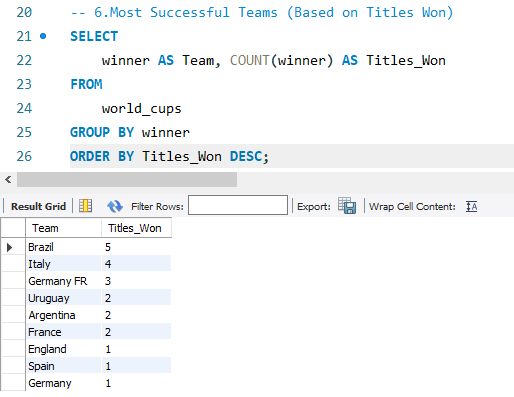 20 -- 6.Most Successful Teams (Based on Titles Won)
21 SELECT
22 winner AS Team, COUNT(winner) AS Titles_Won
23 FROM
24 world_cups
25 GROUP BY winner
26 ORDER BY Titles_Won DESC;
Result Grid Filter Rows: Export: Wrap Cell Content:
Team Titles_Won
Brazil 5
Italy 4
Germany FR 3
Uruguay 2
Argentina 2
France 2
England 1
Spain 1
Germany 1